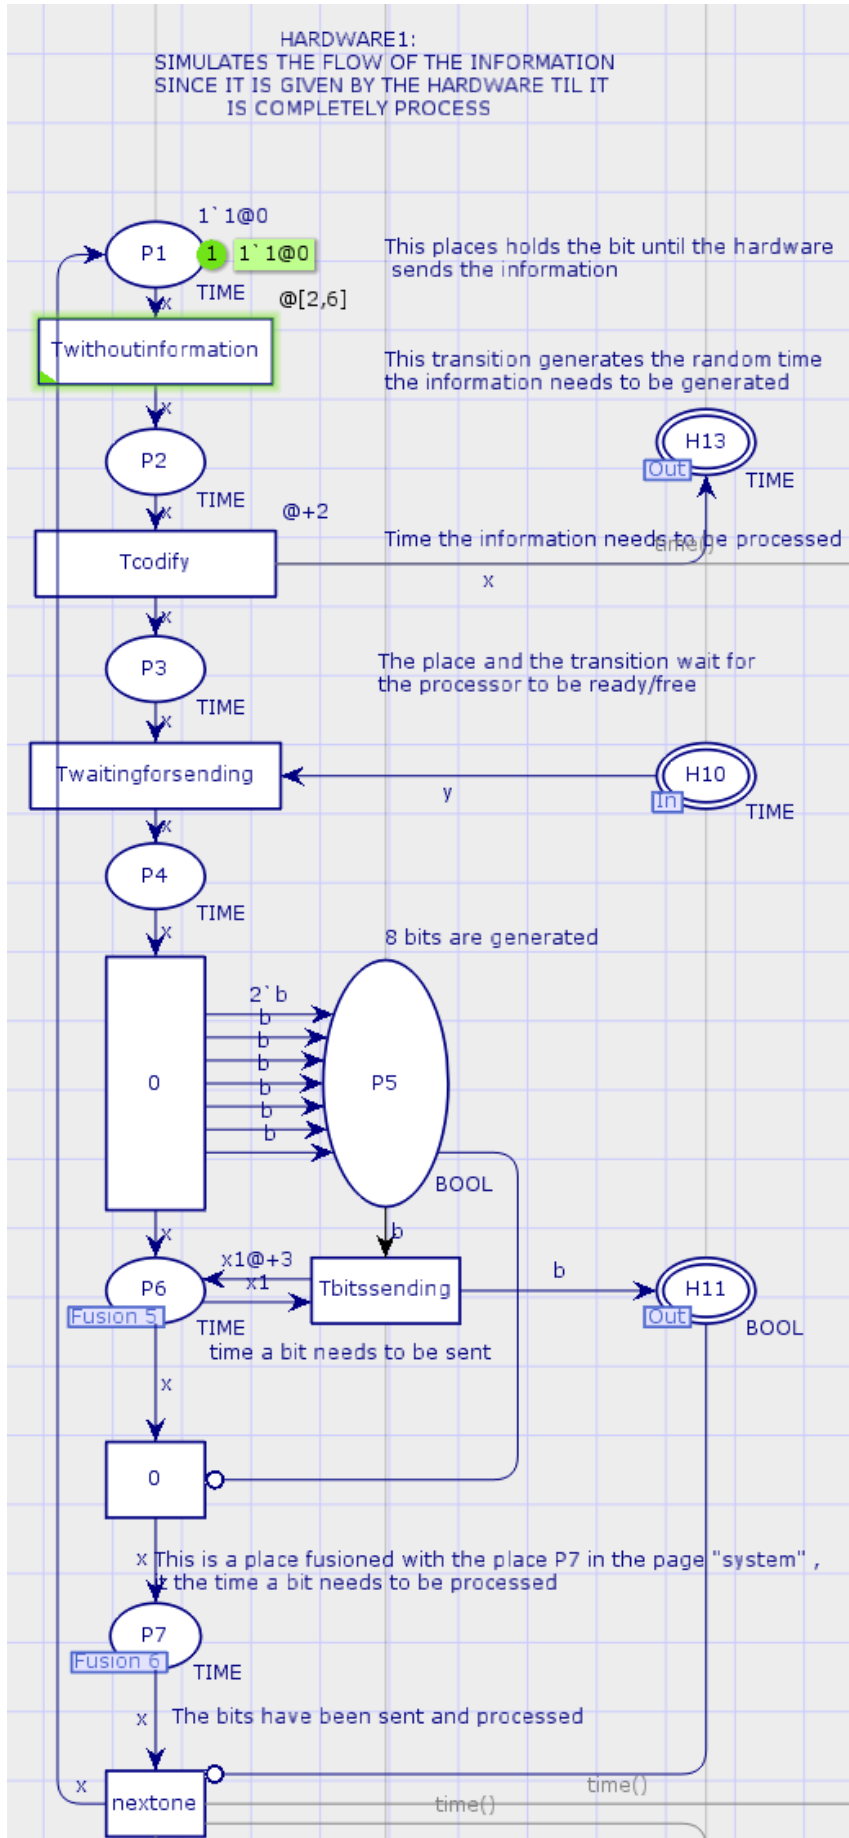 HARDWARE1:
SIMULATES THE FLOW OF THE INFORMATION
SINCE IT IS GIVEN BY THE HARDWARE TIL IT
IS COMPLETELY PROCESS
1`1@0
P1
1
1`1@0
This places holds the bit until the hardware
sends the information
TIME
@[2,6]
x
Twithoutinformation
This transition generates the random time
the information needs to be generated
x
H13
Out
TIME
P2
TIME
x
@+2
Tcodify
Time the information needs to be processed
time()
x
x
P3
TIME
The place and the transition wait for
the processor to be ready/free
x
Twaitingforsending
y
H10
In
TIME
x
P4
TIME
x
8 bits are generated
0
2`b
b
b
b
b
b
b
P5
BOOL
x
b
x1@+3
x1
P6
Fusion 5
TIME
Tbitssending
b
H11
Out
BOOL
time a bit needs to be sent
x
0
x
This is a place fusioned with the place P7 in the page "system" ,
it the time a bit needs to be processed
P7
Fusion 6
TIME
x
The bits have been sent and processed
x
nextone
time()
time()